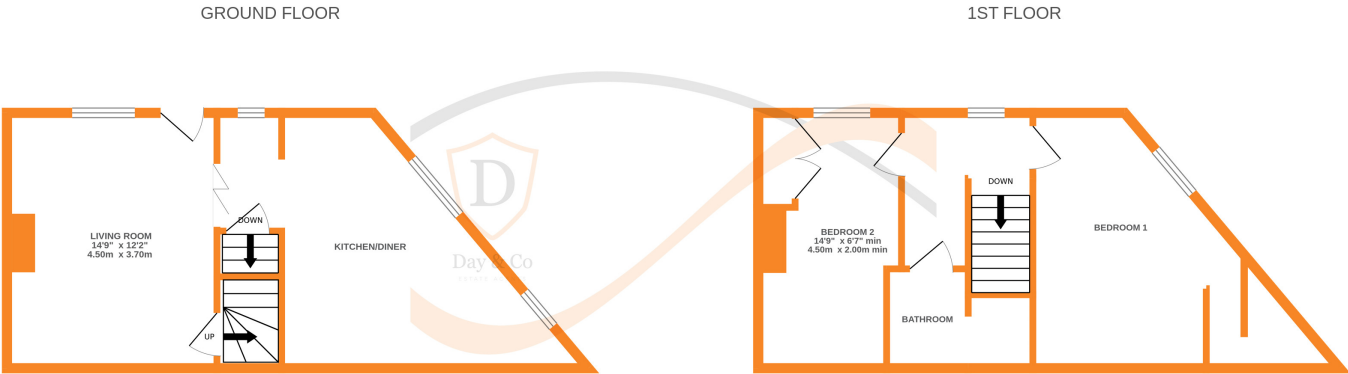 GROUND FLOOR
1ST FLOOR
LIVING ROOM
14'9" x 12'2"
4.50m x 3.70m
DOWN
UP
KITCHEN/DINER
D
Day & Co
BEDROOM 2
14'9" x 6'7" min
4.50m x 2.00m min
DOWN
BATHROOM
BEDROOM 1